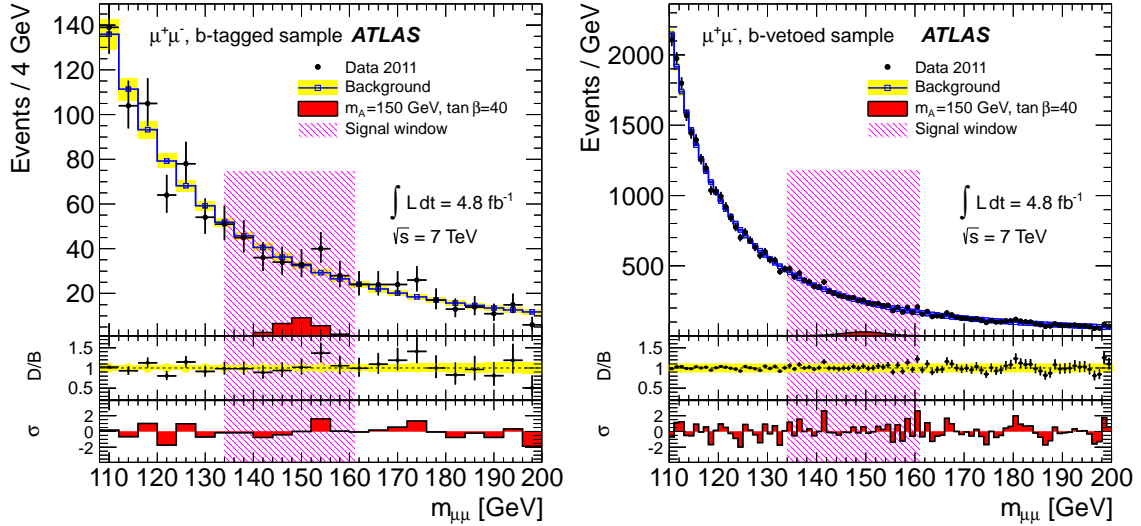 μ⁺μ⁻, b-tagged sample ATLAS
Data 2011
Background
m_A=150 GeV, tan β=40
Signal window
∫ L dt = 4.8 fb⁻¹
√s = 7 TeV
Events / 4 GeV
140
120
100
80
60
40
20
D/B
1.5
1
0.5
σ
2
0
-2
110 120 130 140 150 160 170 180 190 200
m_μμ [GeV]
μ⁺μ⁻, b-vetoed sample ATLAS
Data 2011
Background
m_A=150 GeV, tan β=40
Signal window
∫ L dt = 4.8 fb⁻¹
√s = 7 TeV
Events / GeV
2000
1500
1000
500
D/B
1.5
1
0.5
σ
2
0
-2
110 120 130 140 150 160 170 180 190 200
m_μμ [GeV]